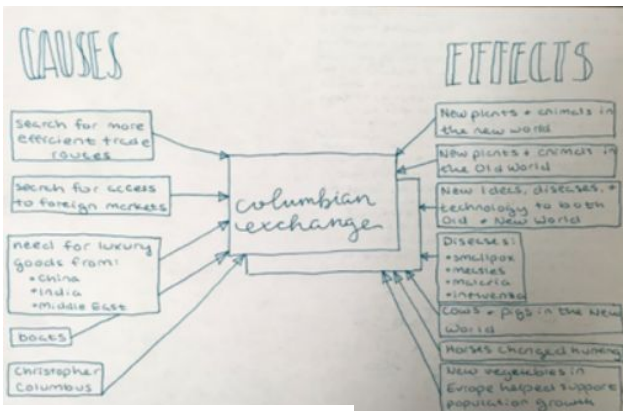 CAUSES
search for more
efficient trade
routes
search for access
to foreign markets
need for luxury
goods from:
•China
•India
•Middle East
boats
Christopher
Columbus
columbian
exchange
EFFECTS
New plants + animals in
the new world
New plants + animals in
the Old World
New Ideas, diseases, +
technology to both
Old + New World
Diseases:
•smallpox
•measles
•malaria
•influenza
Cows + pigs in the New
World
Horses changed hunting
New vegetables in
Europe helped support
population growth